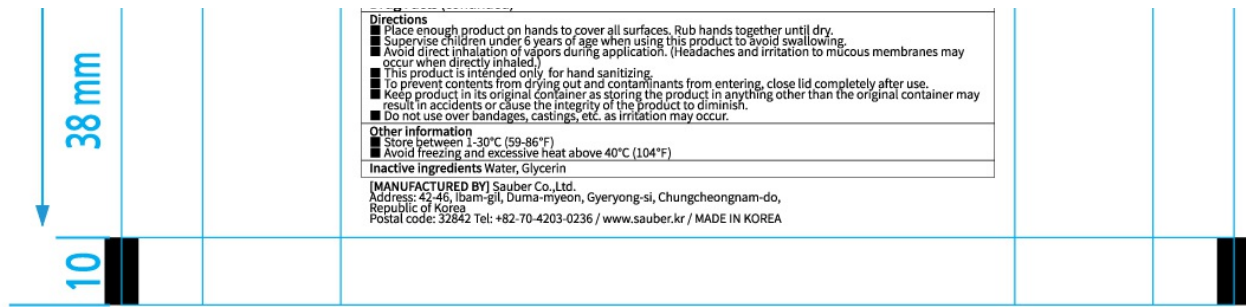 Drug Facts (continued)
Directions
■ Place enough product on hands to cover all surfaces. Rub hands together until dry.
■ Supervise children under 6 years of age when using this product to avoid swallowing.
■ Avoid direct inhalation of vapors during application. (Headaches and irritation to mucous membranes may
occur when directly inhaled.)
■ This product is intended only for hand sanitizing.
■ To prevent contents from drying out and contaminants from entering, close lid completely after use.
■ Keep product in its original container as storing the product in anything other than the original container may
result in accidents or cause the integrity of the product to diminish.
■ Do not use over bandages, castings, etc. as irritation may occur.
Other information
■ Store between 1-30°C (59-86°F)
■ Avoid freezing and excessive heat above 40°C (104°F)
Inactive ingredients Water, Glycerin
[MANUFACTURED BY] Sauber Co.,Ltd.
Address: 42-46, Ibam-gil, Duma-myeon, Gyeryong-si, Chungcheongnam-do,
Republic of Korea
Postal code: 32842 Tel: +82-70-4203-0236 / www.sauber.kr / MADE IN KOREA
38 mm
10